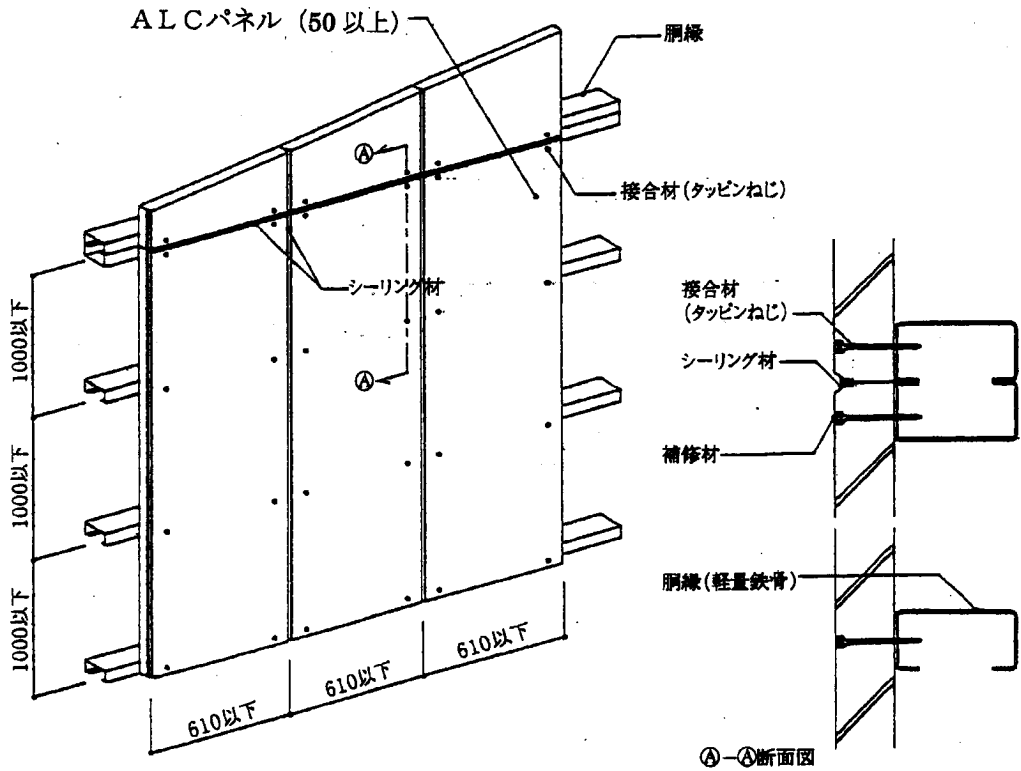 ＡＬＣパネル（50 以上）
胴縁
接合材(タッピンねじ)
シーリング材
Ⓐ
Ⓐ
1000以下
1000以下
1000以下
610以下
610以下
610以下
接合材
(タッピンねじ)
シーリング材
補修材
胴縁(軽量鉄骨)
Ⓐ－Ⓐ断面図